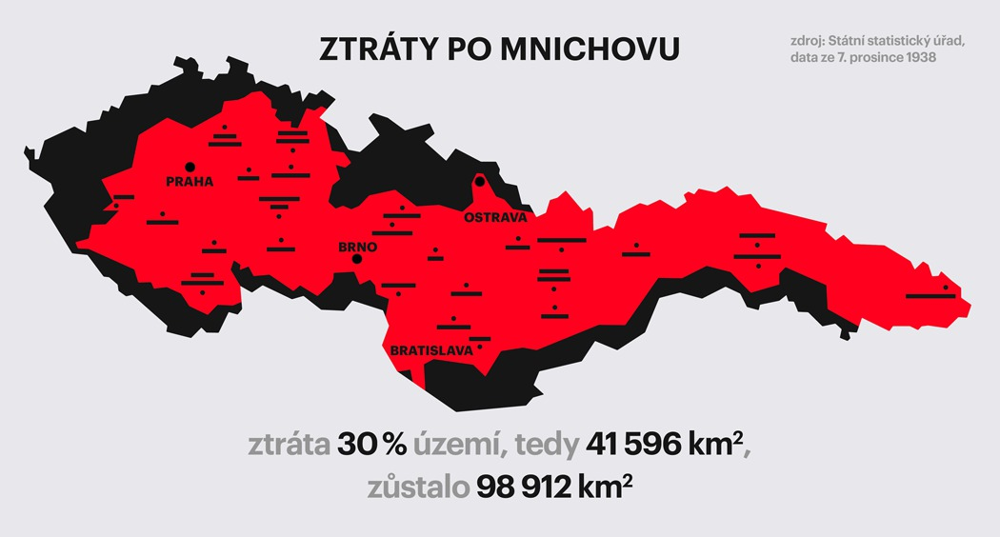 ZTRÁTY PO MNICHOVU
zdroj: Státní statistický úřad,
data ze 7. prosince 1938
PRAHA
OSTRAVA
BRNO
BRATISLAVA
ztráta 30 % území, tedy 41 596 km²,
zůstalo 98 912 km²